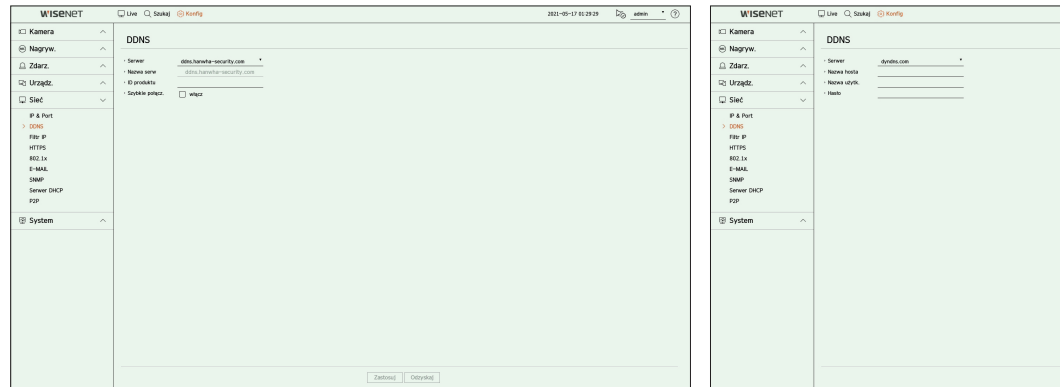 WISENET
Live Szukaj Konfig 2021-05-17 01:29:29 admin ?
Kamera
Nagryw.
Zdarz.
Urządz.
Sieć
IP & Port
> DDNS
Filtr IP
HTTPS
802.1x
E-MAIL
SNMP
Serwer DHCP
P2P
System
DDNS
Serwer ddns.hanwha-security.com
Nazwa serw ddns.hanwha-security.com
ID produktu
Szybkie połącz. włącz
Zastosuj Odzyskaj
WISENET
Live Szukaj Konfig
Kamera
Nagryw.
Zdarz.
Urządz.
Sieć
IP & Port
> DDNS
Filtr IP
HTTPS
802.1x
E-MAIL
SNMP
Serwer DHCP
P2P
System
DDNS
Serwer dyndns.com
Nazwa hosta
Nazwa użytk.
Hasło